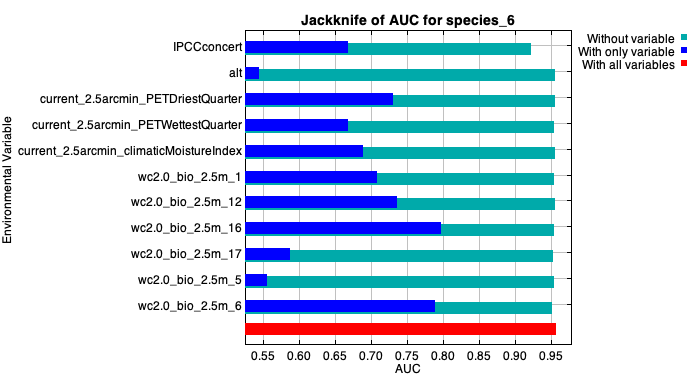 Jackknife of AUC for species_6
Without variable
With only variable
With all variables
Environmental Variable
IPCCconcert
alt
current_2.5arcmin_PETDriestQuarter
current_2.5arcmin_PETWettestQuarter
current_2.5arcmin_climaticMoistureIndex
wc2.0_bio_2.5m_1
wc2.0_bio_2.5m_12
wc2.0_bio_2.5m_16
wc2.0_bio_2.5m_17
wc2.0_bio_2.5m_5
wc2.0_bio_2.5m_6
0.55 0.60 0.65 0.70 0.75 0.80 0.85 0.90 0.95
AUC